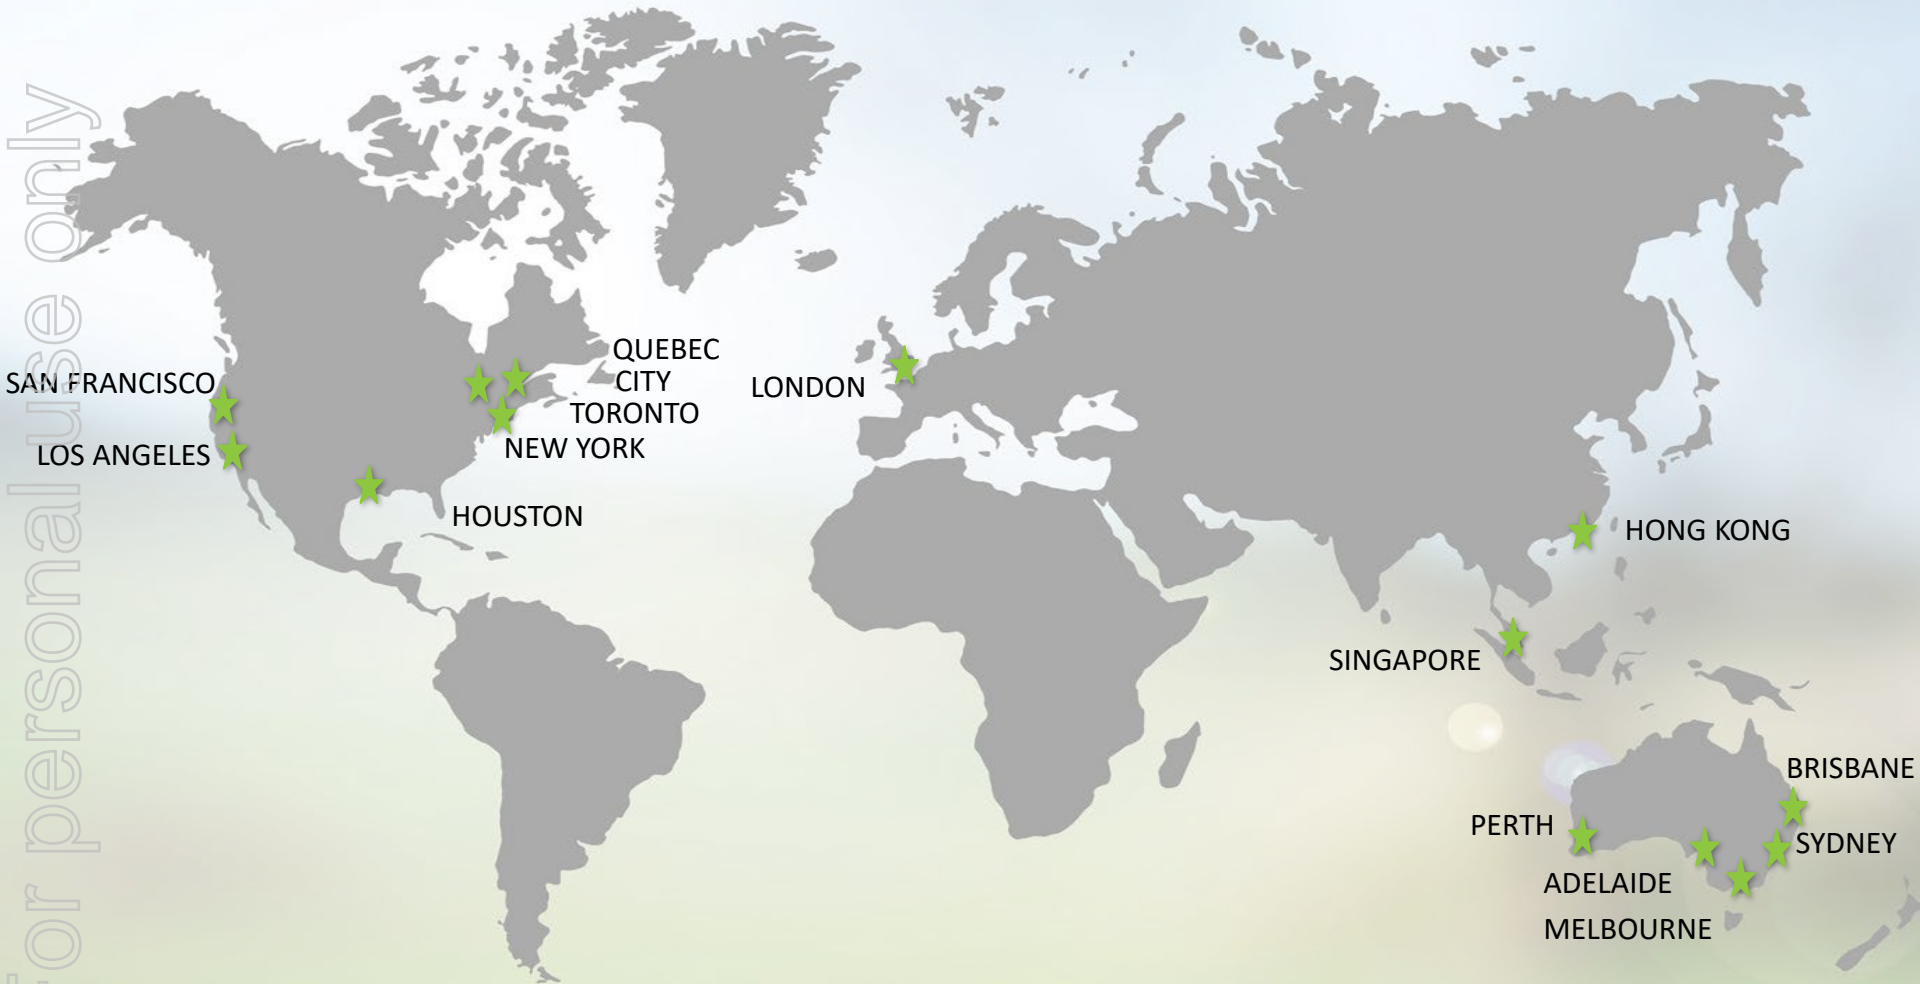 For personal use only
QUEBEC
CITY
SAN FRANCISCO
TORONTO
LONDON
NEW YORK
LOS ANGELES
HOUSTON
HONG KONG
SINGAPORE
BRISBANE
PERTH
SYDNEY
ADELAIDE
MELBOURNE